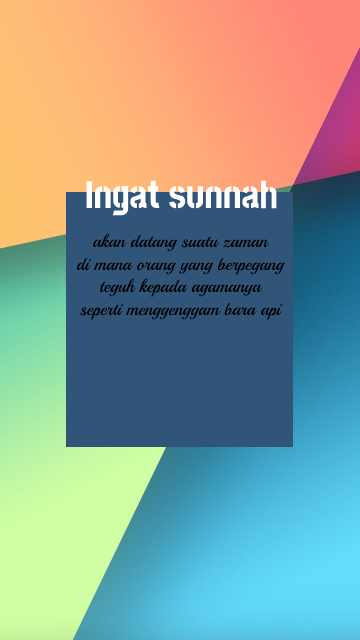 Ingat sunnah
akan datang suatu zaman
di mana orang yang berpegang
teguh kepada agamanya
seperti menggenggam bara api